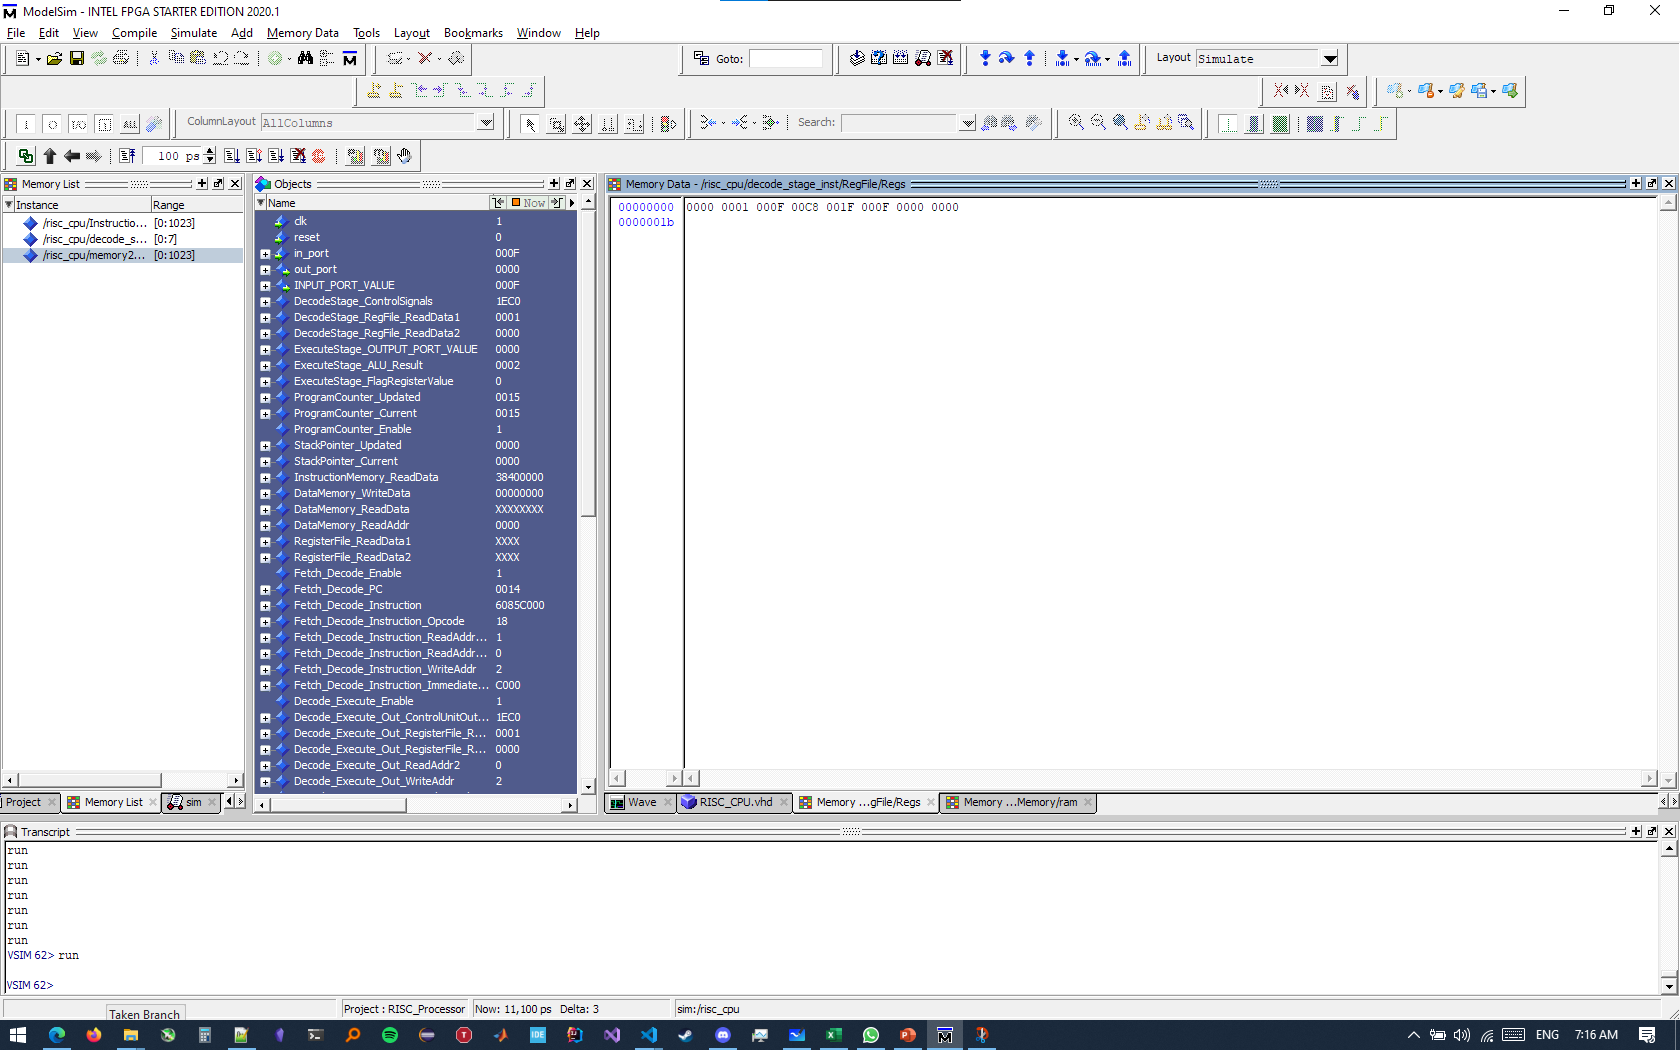 ModelSim - INTEL FPGA STARTER EDITION 2020.1
File Edit View Compile Simulate Add Memory Data Tools Layout Bookmarks Window Help
Goto:
Layout Simulate
ColumnLayout AllColumns
Search:
100 ps
Memory List
Instance Range
/risc_cpu/Instructio... [0:1023]
/risc_cpu/decode_s... [0:7]
/risc_cpu/memory2... [0:1023]
Project
Memory List
sim
Objects
Name Now
clk 1
reset 0
in_port 000F
out_port 0000
INPUT_PORT_VALUE 000F
DecodeStage_ControlSignals 1EC0
DecodeStage_RegFile_ReadData1 0001
DecodeStage_RegFile_ReadData2 0000
ExecuteStage_OUTPUT_PORT_VALUE 0000
ExecuteStage_ALU_Result 0002
ExecuteStage_FlagRegisterValue 0
ProgramCounter_Updated 0015
ProgramCounter_Current 0015
ProgramCounter_Enable 1
StackPointer_Updated 0000
StackPointer_Current 0000
InstructionMemory_ReadData 38400000
DataMemory_WriteData 00000000
DataMemory_ReadData XXXXXXXX
DataMemory_ReadAddr 0000
RegisterFile_ReadData1 XXXX
RegisterFile_ReadData2 XXXX
Fetch_Decode_Enable 1
Fetch_Decode_PC 0014
Fetch_Decode_Instruction 6085C000
Fetch_Decode_Instruction_Opcode 18
Fetch_Decode_Instruction_ReadAddr... 1
Fetch_Decode_Instruction_ReadAddr... 0
Fetch_Decode_Instruction_WriteAddr 2
Fetch_Decode_Instruction_Immediate... C000
Decode_Execute_Enable 1
Decode_Execute_Out_ControlUnitOut... 1EC0
Decode_Execute_Out_RegisterFile_R... 0001
Decode_Execute_Out_RegisterFile_R... 0000
Decode_Execute_Out_ReadAddr2 0
Decode_Execute_Out_WriteAddr 2
Memory Data - /risc_cpu/decode_stage_inst/RegFile/Regs
00000000 0000 0001 000F 00C8 001F 000F 0000 0000
0000001b
Wave
RISC_CPU.vhd
Memory ...gFile/Regs
Memory ...Memory/ram
Transcript
run
run
run
run
run
run
run
VSIM 62> run
VSIM 62>
Taken Branch
Project : RISC_Processor Now: 11,100 ps Delta: 3 sim:/risc_cpu
ENG 7:16 AM